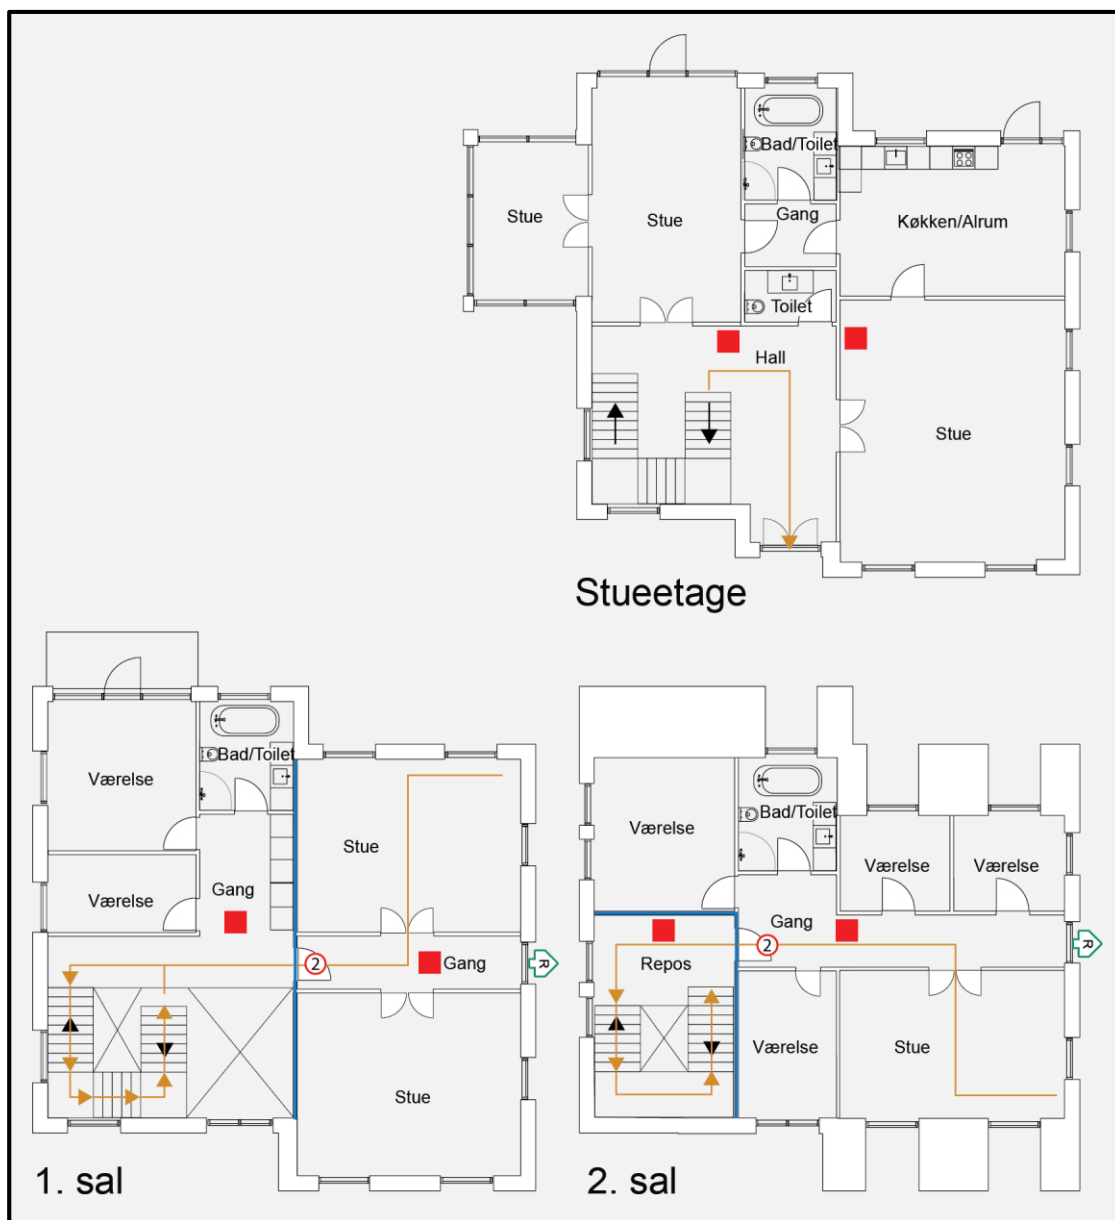 Bad/Toilet
Stue
Stue
Gang
Køkken/Alrum
Toilet
Hall
Stue
Stueetage
Bad/Toilet
Værelse
Stue
Værelse
Gang
2
Gang
R
Stue
1. sal
Bad/Toilet
Værelse
Værelse
Værelse
Gang
2
R
Repos
Værelse
Stue
2. sal